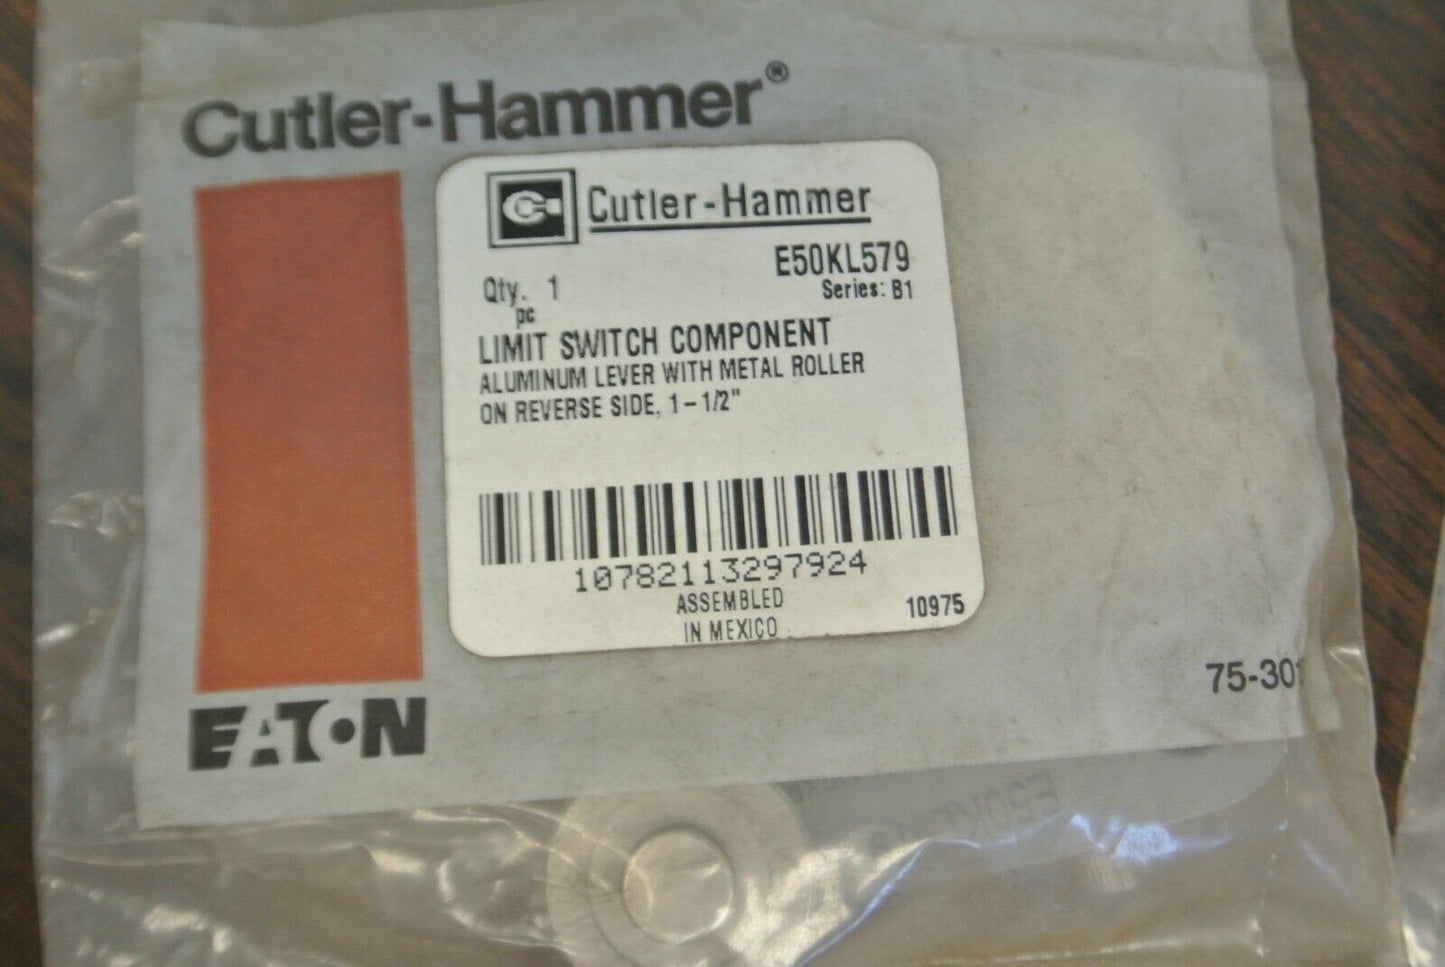 Cutler-Hammer®
Cutler-Hammer
E50KL579
Qty. 1
Series: B1
pc
LIMIT SWITCH COMPONENT
ALUMINUM LEVER WITH METAL ROLLER
ON REVERSE SIDE, 1-1/2"
10782113297924
ASSEMBLED
10975
IN MEXICO
75-301
EATON